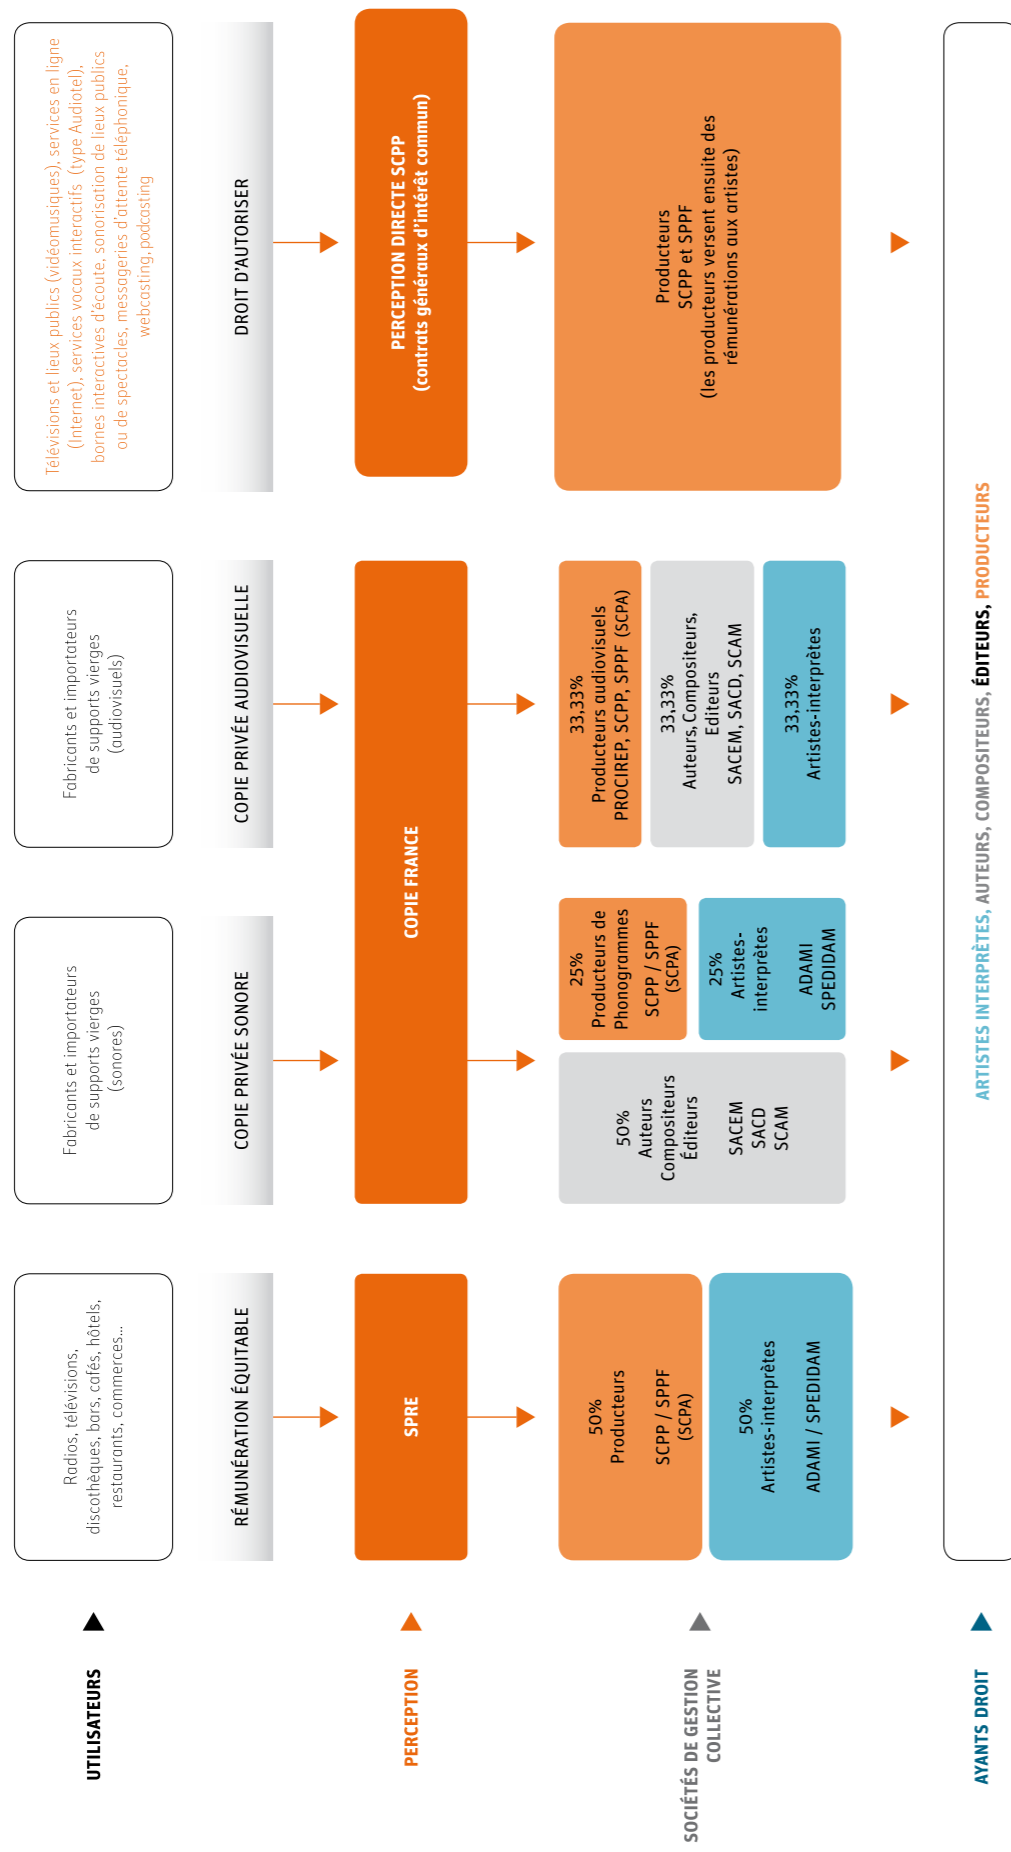 UTILISATEURS
Radios, télévisions,
discothèques, bars, cafés, hôtels,
restaurants, commerces...
Fabricants et importateurs
de supports vierges
(sonores)
Fabricants et importateurs
de supports vierges
(audiovisuels)
Télévisions et lieux publics (vidéomusiques), services en ligne
(Internet), services vocaux interactifs (type Audiotel),
bornes interactives d'écoute, sonorisation de lieux publics
ou de spectacles, messageries d'attente téléphonique,
webcasting, podcasting
RÉMUNÉRATION ÉQUITABLE
COPIE PRIVÉE SONORE
COPIE PRIVÉE AUDIOVISUELLE
DROIT D'AUTORISER
PERCEPTION
SPRE
COPIE FRANCE
PERCEPTION DIRECTE SCPP
(contrats généraux d'intérêt commun)
SOCIÉTÉS DE GESTION
COLLECTIVE
50%
Producteurs
SCPP / SPPF
(SCPA)
50%
Artistes-interprètes
ADAMI / SPEDIDAM
50%
Auteurs
Compositeurs
Éditeurs
SACEM
SACD
SCAM
25%
Producteurs de
Phonogrammes
SCPP / SPPF
(SCPA)
25%
Artistes-
interprètes
ADAMI
SPEDIDAM
33,33%
Producteurs audiovisuels
PROCIREP, SCPP, SPPF (SCPA)
33,33%
Auteurs, Compositeurs,
Editeurs
SACEM, SACD, SCAM
33,33%
Artistes-interprètes
Producteurs
SCPP et SPPF
(les producteurs versent ensuite des
rémunérations aux artistes)
AYANTS DROIT
ARTISTES INTERPRÈTES, AUTEURS, COMPOSITEURS, ÉDITEURS, PRODUCTEURS